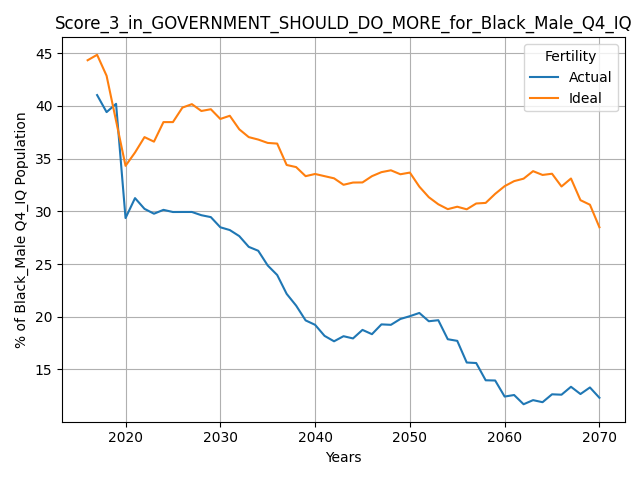 Score_3_in_GOVERNMENT_SHOULD_DO_MORE_for_Black_Male_Q4_IQ
Fertility
Actual
Ideal
% of Black_Male Q4_IQ Population
45
40
35
30
25
20
15
2020 2030 2040 2050 2060 2070
Years